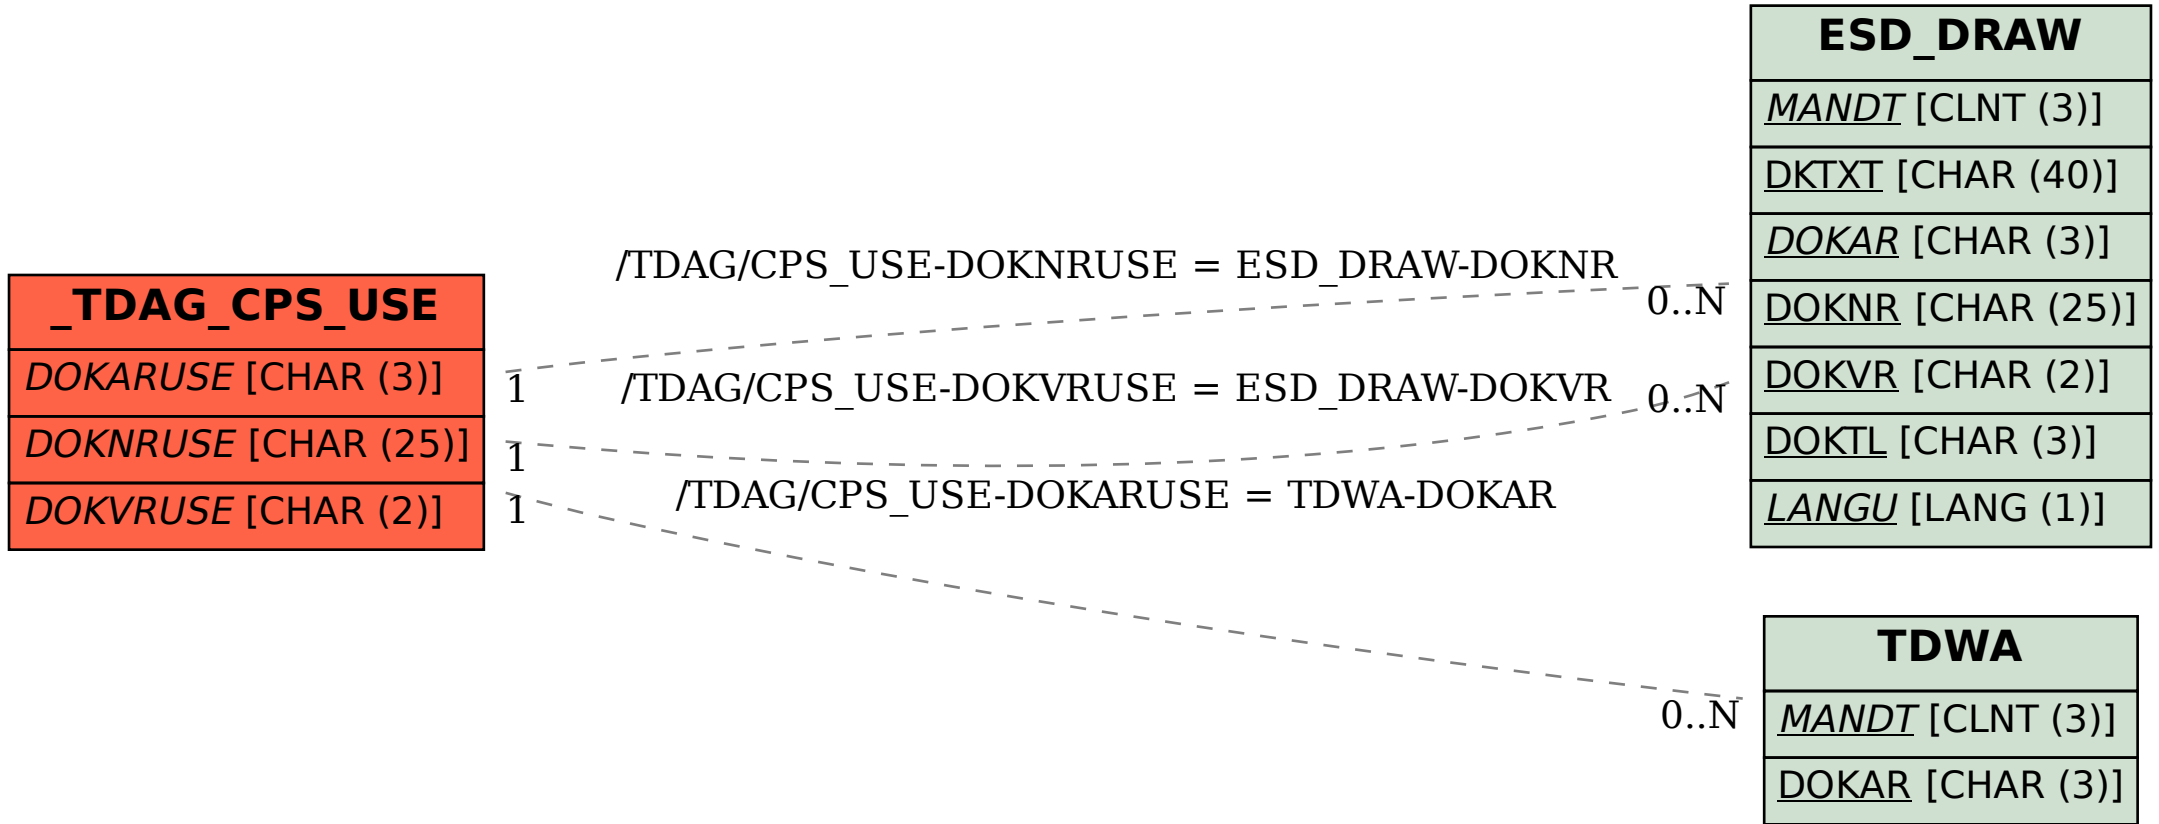 _TDAG_CPS_USE
DOKARUSE [CHAR (3)]
DOKNRUSE [CHAR (25)]
DOKVRUSE [CHAR (2)]
/TDAG/CPS_USE-DOKNRUSE = ESD_DRAW-DOKNR
0..N
1
/TDAG/CPS_USE-DOKVRUSE = ESD_DRAW-DOKVR
0..N
1
/TDAG/CPS_USE-DOKARUSE = TDWA-DOKAR
1
0..N
ESD_DRAW
MANDT [CLNT (3)]
DKTXT [CHAR (40)]
DOKAR [CHAR (3)]
DOKNR [CHAR (25)]
DOKVR [CHAR (2)]
DOKTL [CHAR (3)]
LANGU [LANG (1)]
TDWA
MANDT [CLNT (3)]
DOKAR [CHAR (3)]